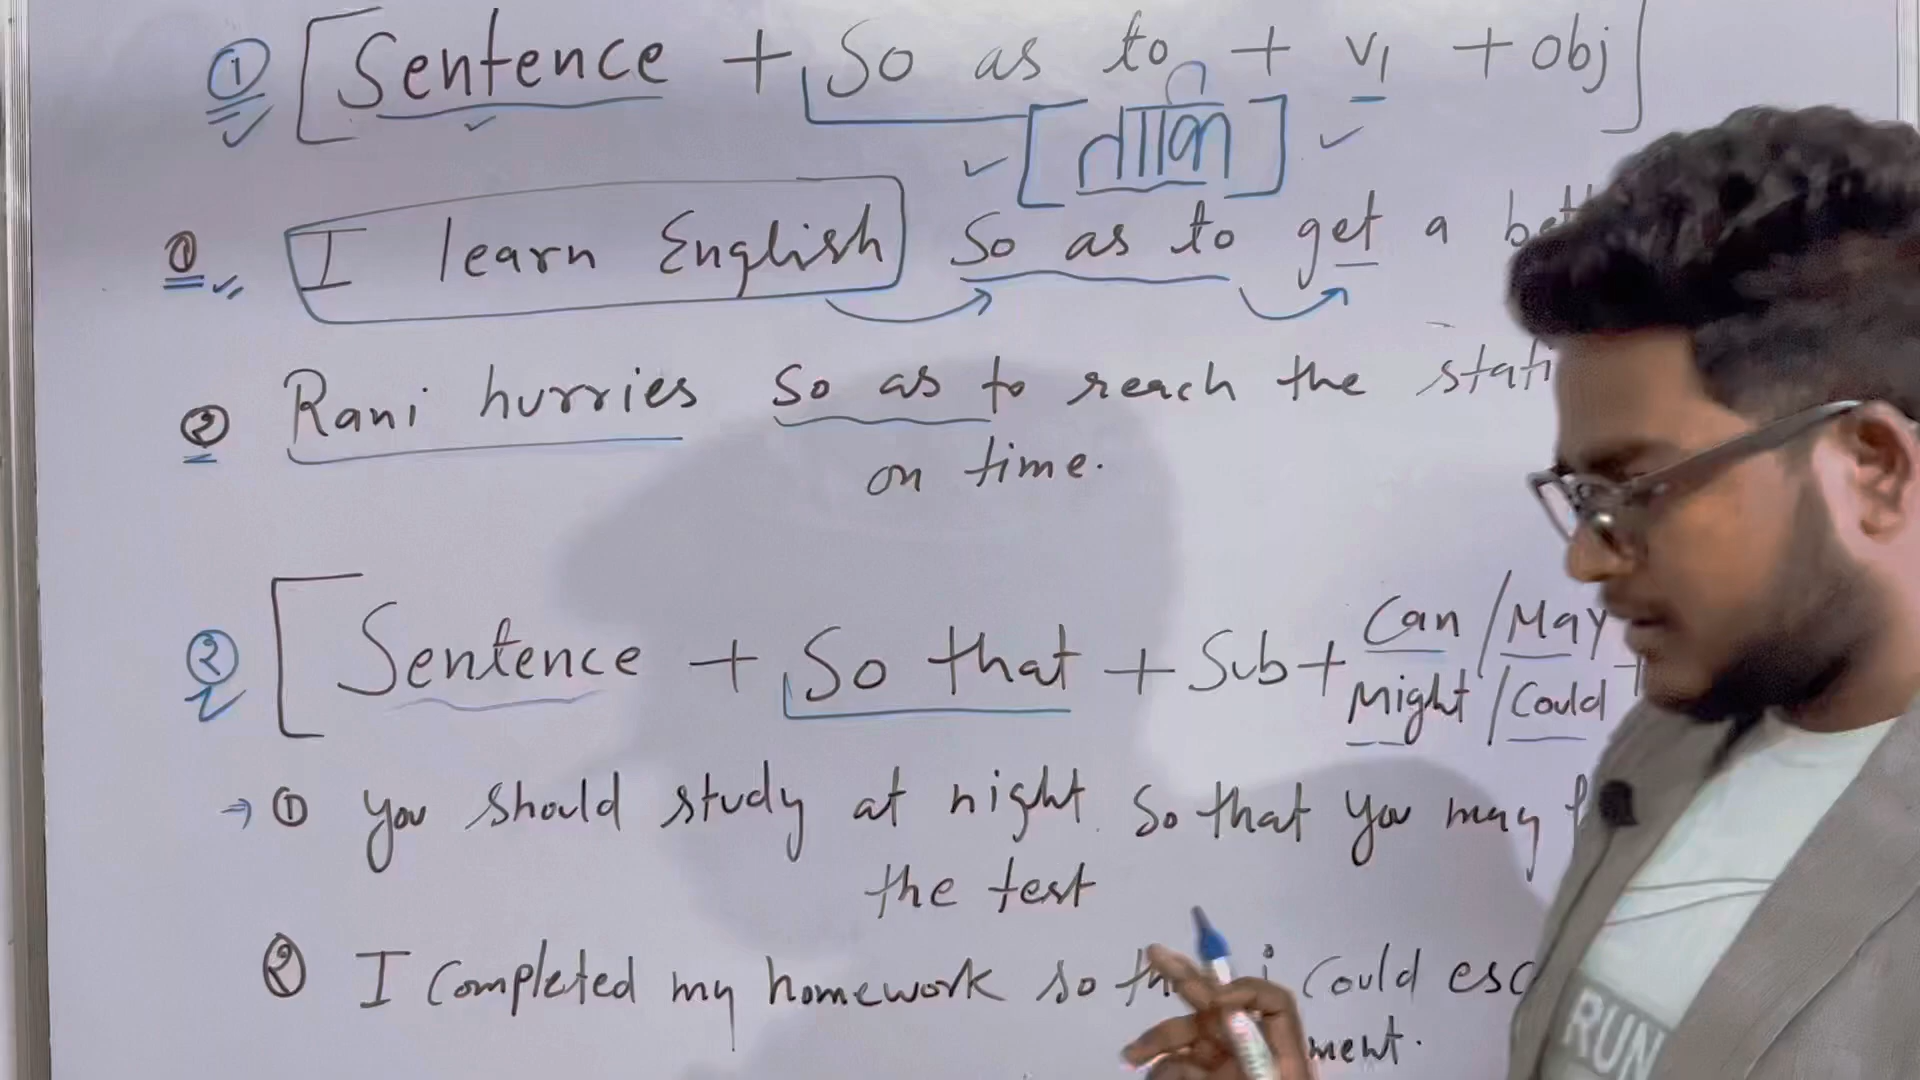 ① [Sentence + So as to + V1 + obj]
[ताकि]
① I learn English so as to get a
② Rani hurries so as to reach the stati
on time.
② [Sentence + So that + Sub + Can / May
Might / Could
→ ① you should study at night so that you may
the test
② I completed my homework so i could esc
ment.
RUN